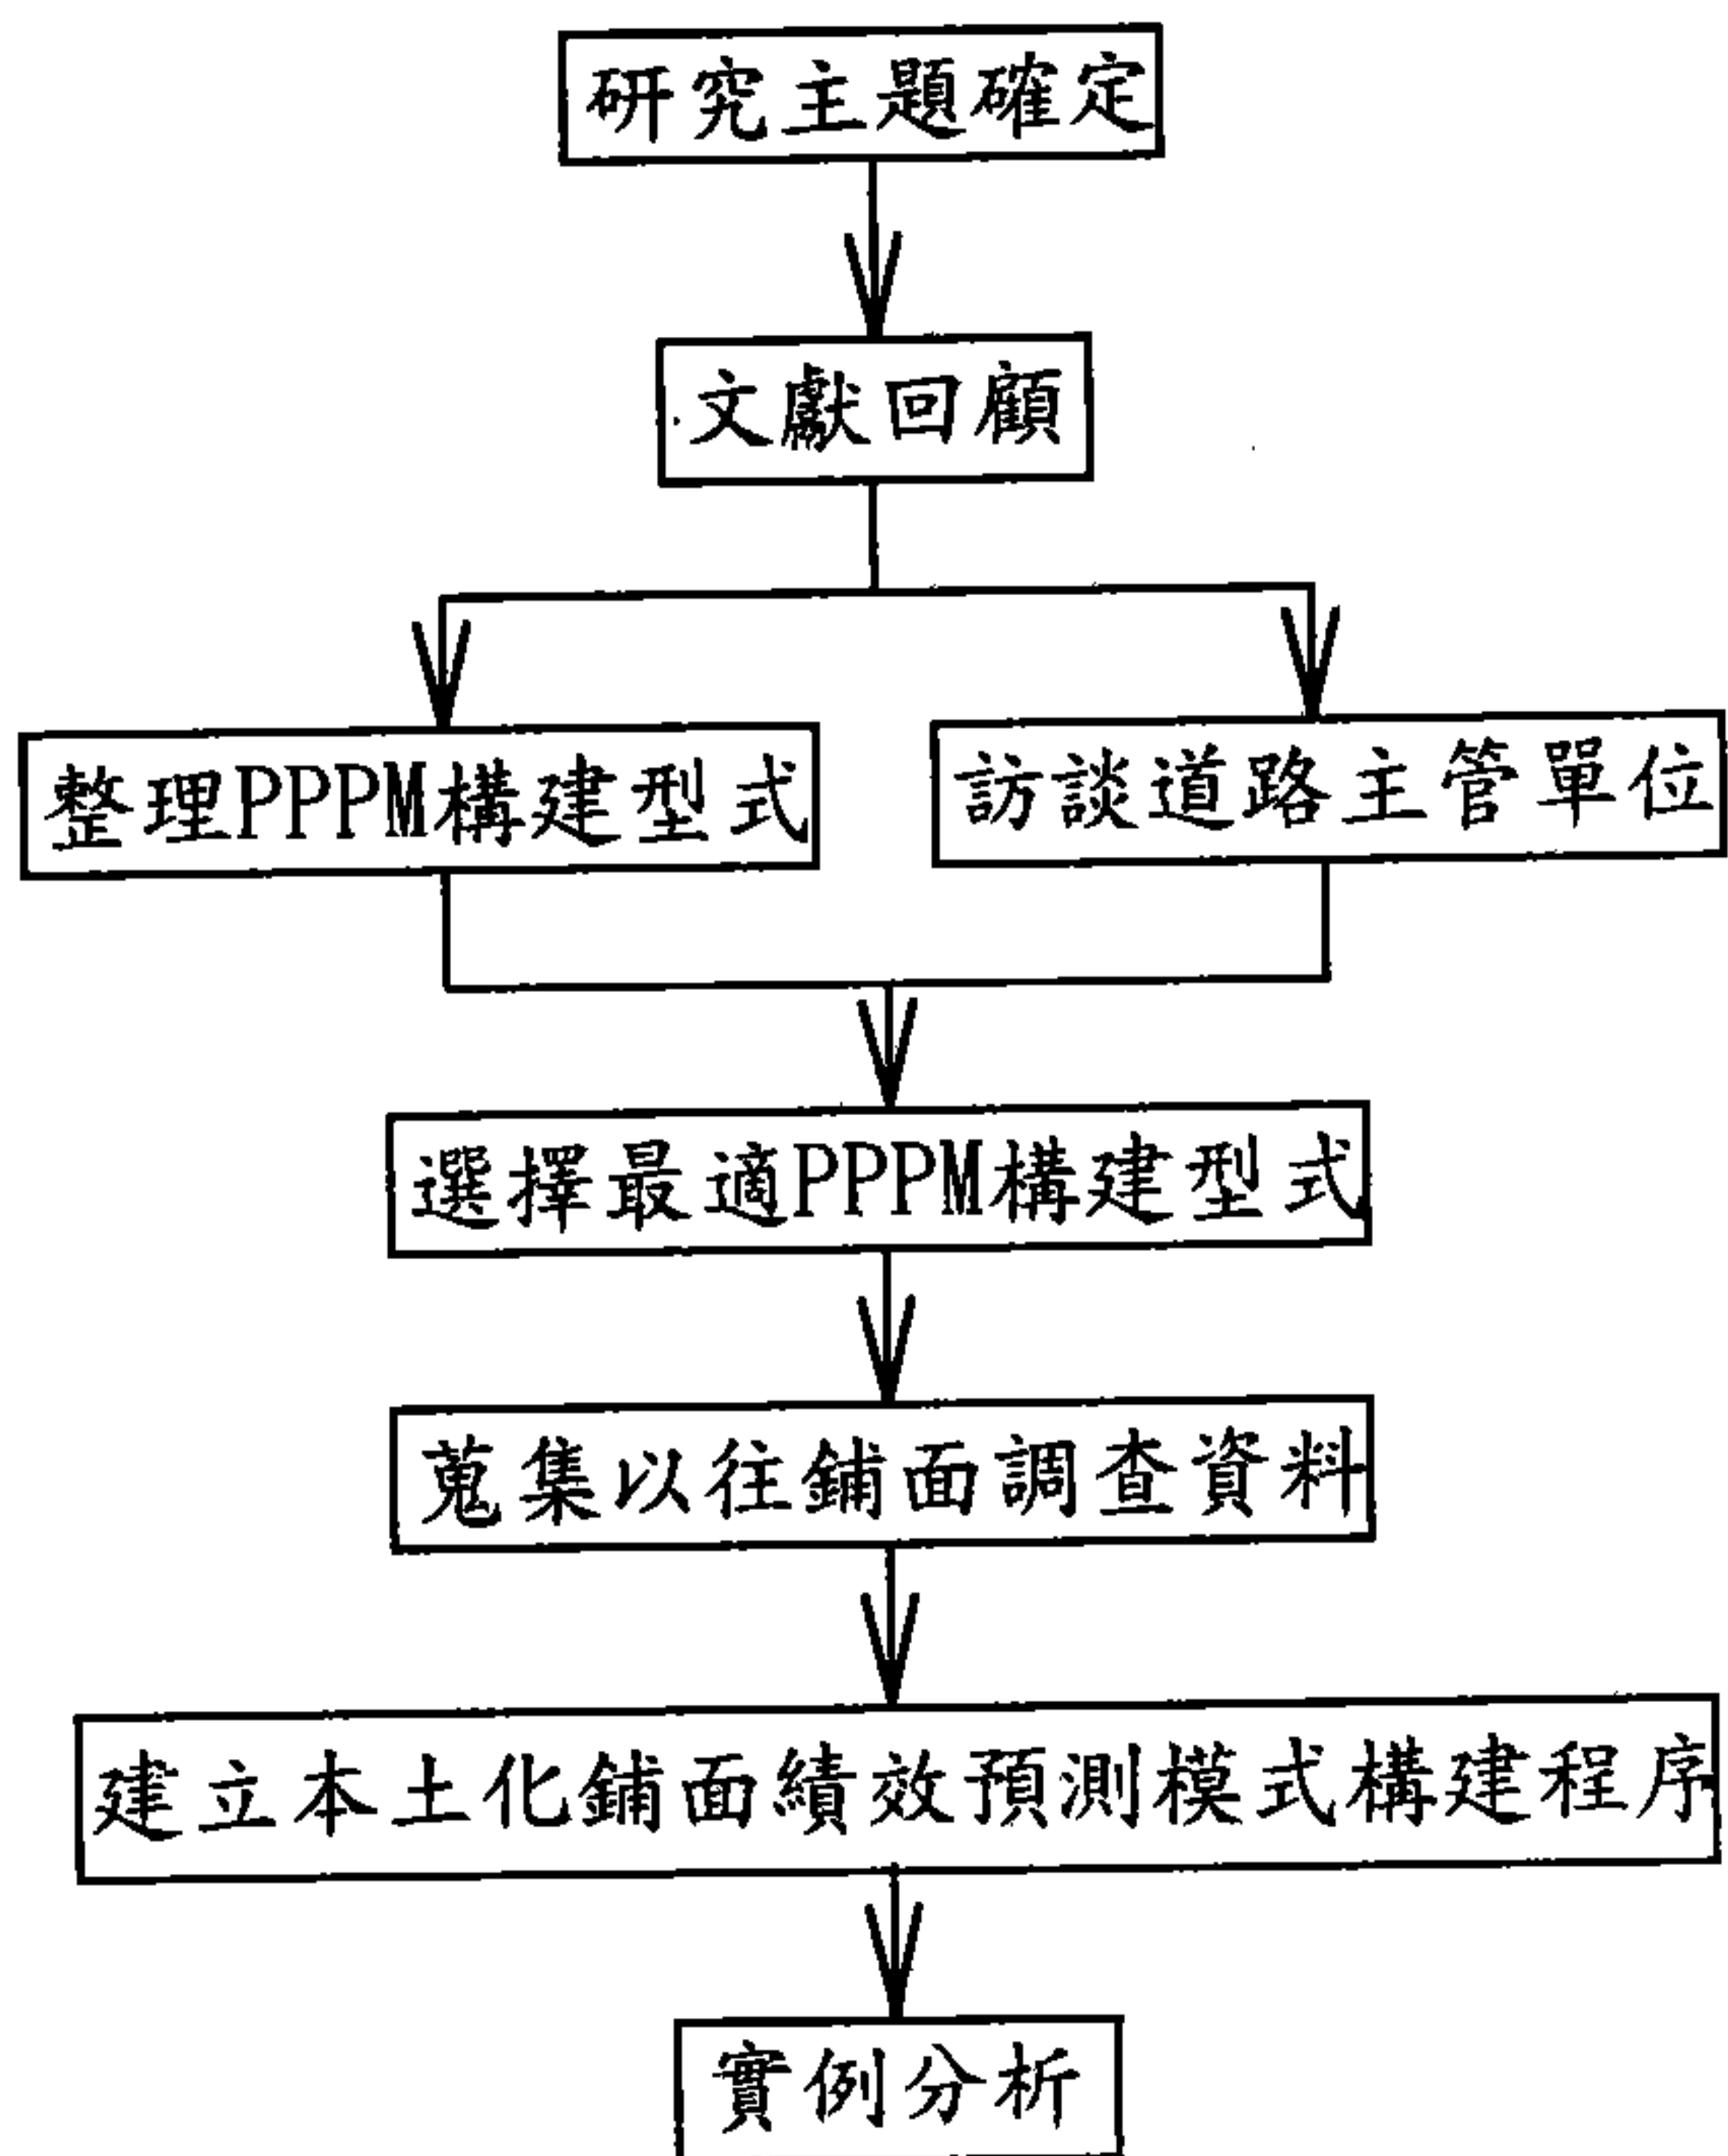 研究主題確定
文獻回顧
整理PPPM構建型式
訪談道路主管單位
選擇最適PPPM構建型式
蒐集以往鋪面調查資料
建立本土化鋪面績效預測模式構建程序
實例分析